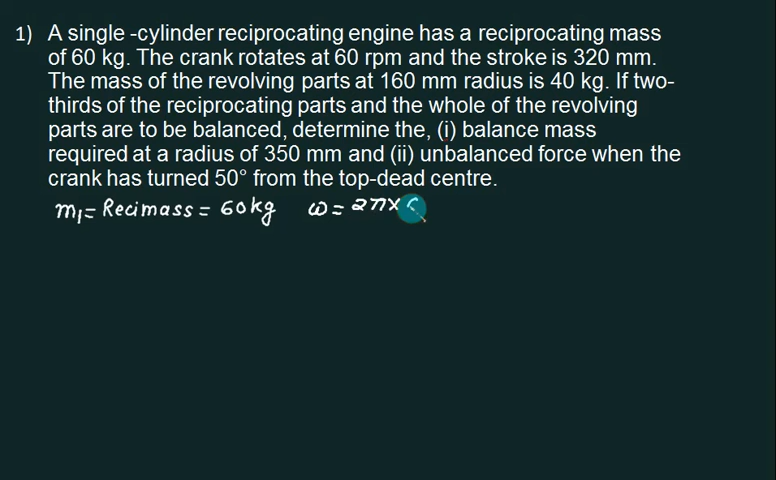 1) A single -cylinder reciprocating engine has a reciprocating mass
of 60 kg. The crank rotates at 60 rpm and the stroke is 320 mm.
The mass of the revolving parts at 160 mm radius is 40 kg. If two-
thirds of the reciprocating parts and the whole of the revolving
parts are to be balanced, determine the, (i) balance mass
required at a radius of 350 mm and (ii) unbalanced force when the
crank has turned 50° from the top-dead centre.
m₁= Reci mass = 60kg ω = 2π×